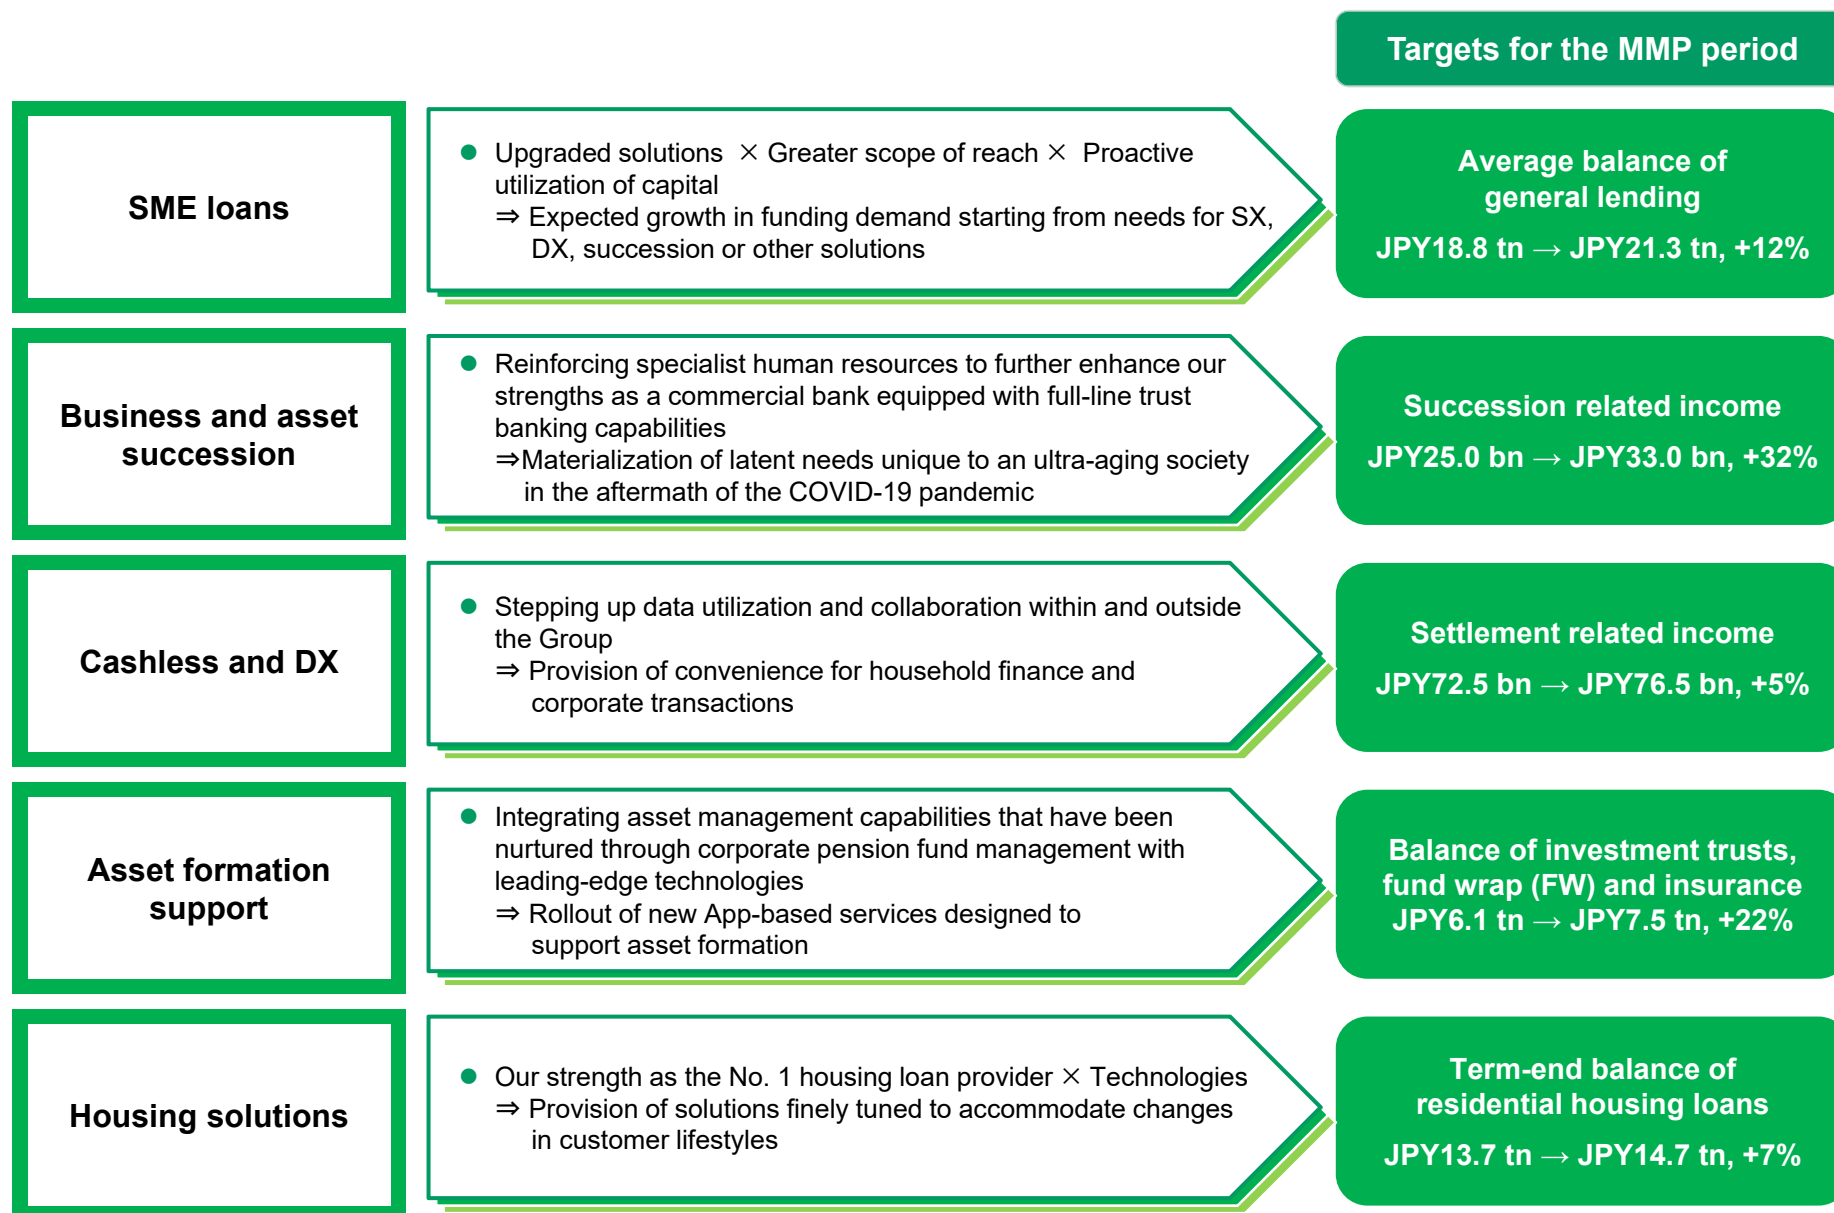 Targets for the MMP period
SME loans
● Upgraded solutions × Greater scope of reach × Proactive
utilization of capital
⇒ Expected growth in funding demand starting from needs for SX,
DX, succession or other solutions
Average balance of
general lending
JPY18.8 tn → JPY21.3 tn, +12%
Business and asset
succession
● Reinforcing specialist human resources to further enhance our
strengths as a commercial bank equipped with full-line trust
banking capabilities
⇒Materialization of latent needs unique to an ultra-aging society
in the aftermath of the COVID-19 pandemic
Succession related income
JPY25.0 bn → JPY33.0 bn, +32%
Cashless and DX
● Stepping up data utilization and collaboration within and outside
the Group
⇒ Provision of convenience for household finance and
corporate transactions
Settlement related income
JPY72.5 bn → JPY76.5 bn, +5%
Asset formation
support
● Integrating asset management capabilities that have been
nurtured through corporate pension fund management with
leading-edge technologies
⇒ Rollout of new App-based services designed to
support asset formation
Balance of investment trusts,
fund wrap (FW) and insurance
JPY6.1 tn → JPY7.5 tn, +22%
Housing solutions
● Our strength as the No. 1 housing loan provider × Technologies
⇒ Provision of solutions finely tuned to accommodate changes
in customer lifestyles
Term-end balance of
residential housing loans
JPY13.7 tn → JPY14.7 tn, +7%